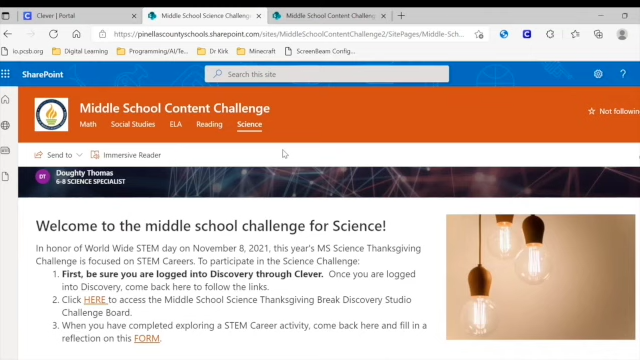 Clever | Portal
Middle School Science Challenge
Middle School Content Challenge
https://pinellascountyschools.sharepoint.com/sites/MiddleSchoolContentChallenge2/SitePages/Middle-Sch...
io.pcsb.org
Digital Learning
Programming/AI/Te...
Dr Kirk
Minecraft
ScreenBeam Config...
SharePoint
Search this site
Middle School Content Challenge
Math Social Studies ELA Reading Science
Not following
Send to
Immersive Reader
DT
Doughty Thomas
6-8 SCIENCE SPECIALIST
Welcome to the middle school challenge for Science!
In honor of World Wide STEM day on November 8, 2021, this year's MS Science Thanksgiving
Challenge is focused on STEM Careers. To participate in the Science Challenge:
1. First, be sure you are logged into Discovery through Clever. Once you are logged
into Discovery, come back here to follow the links.
2. Click HERE to access the Middle School Science Thanksgiving Break Discovery Studio
Challenge Board.
3. When you have completed exploring a STEM Career activity, come back here and fill in a
reflection on this FORM.